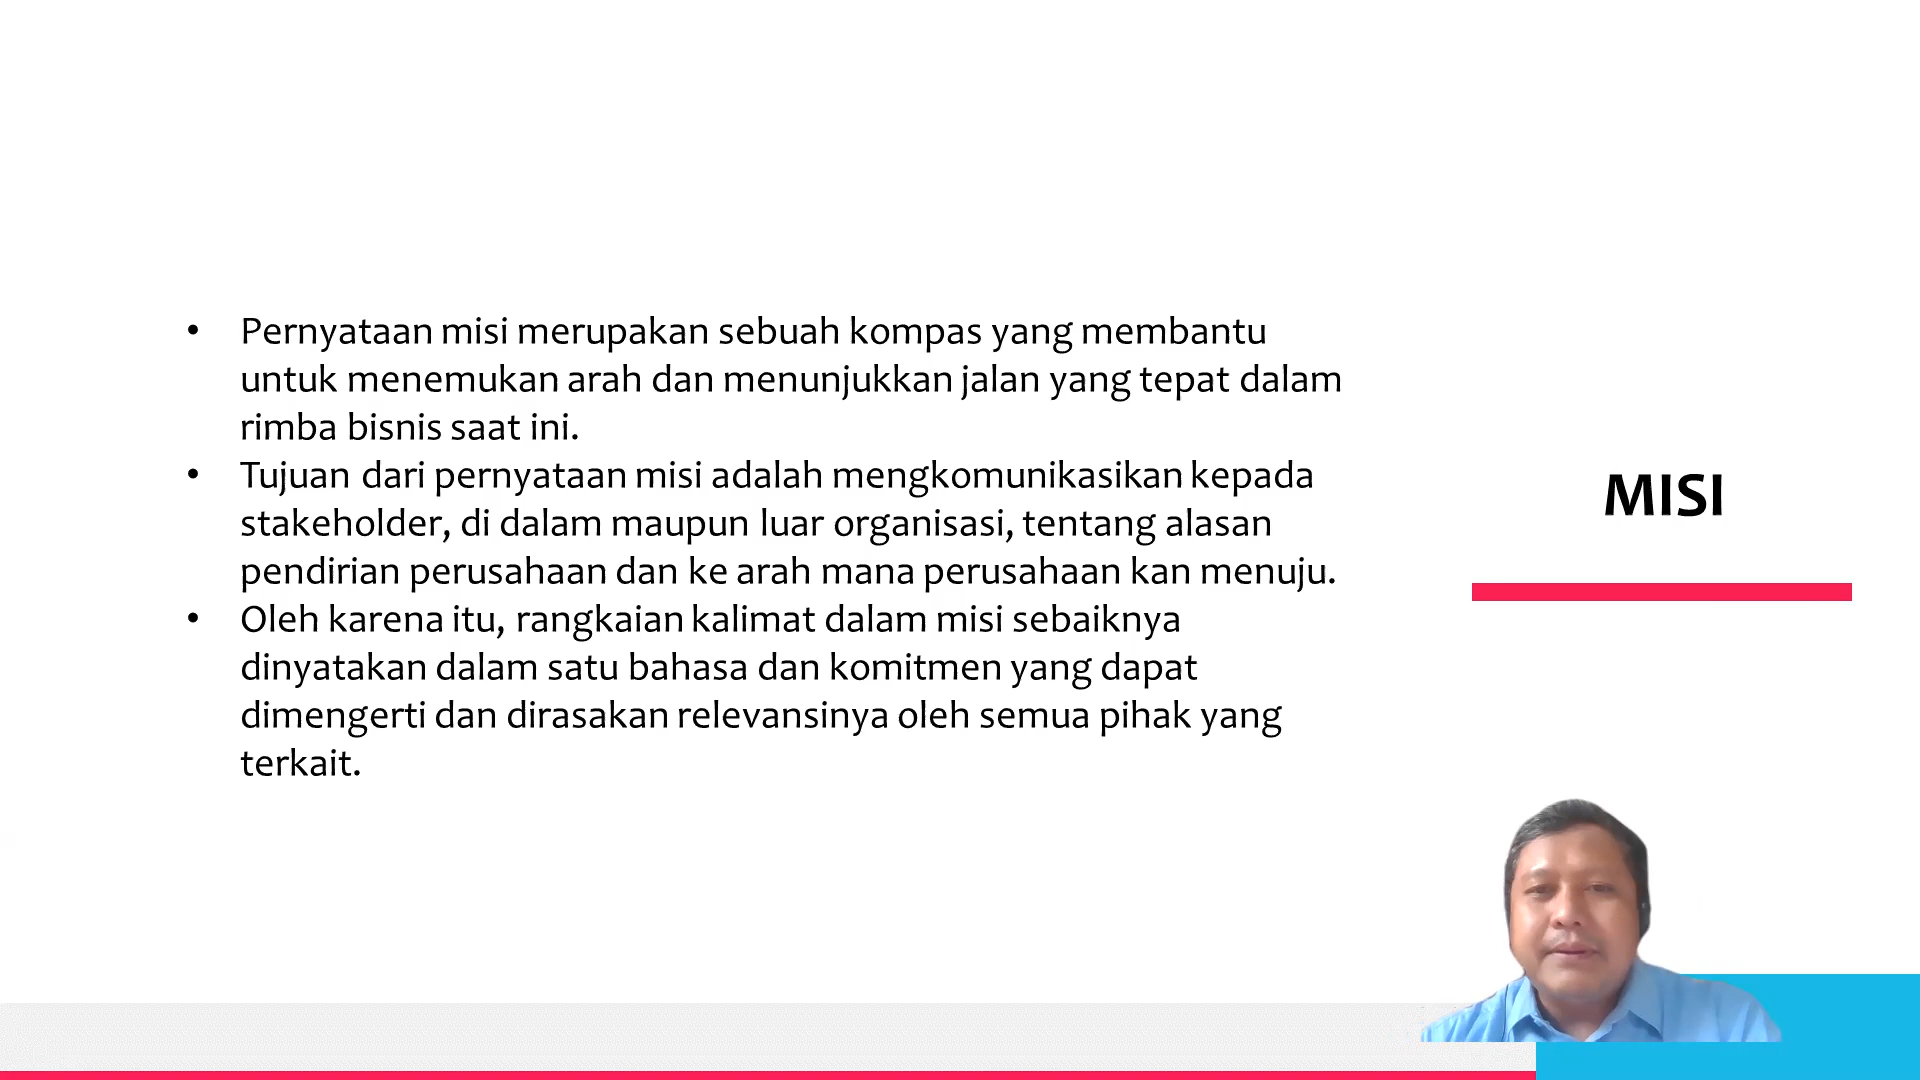 • Pernyataan misi merupakan sebuah kompas yang membantu
untuk menemukan arah dan menunjukkan jalan yang tepat dalam
rimba bisnis saat ini.
• Tujuan dari pernyataan misi adalah mengkomunikasikan kepada
stakeholder, di dalam maupun luar organisasi, tentang alasan
pendirian perusahaan dan ke arah mana perusahaan kan menuju.
• Oleh karena itu, rangkaian kalimat dalam misi sebaiknya
dinyatakan dalam satu bahasa dan komitmen yang dapat
dimengerti dan dirasakan relevansinya oleh semua pihak yang
terkait.
MISI